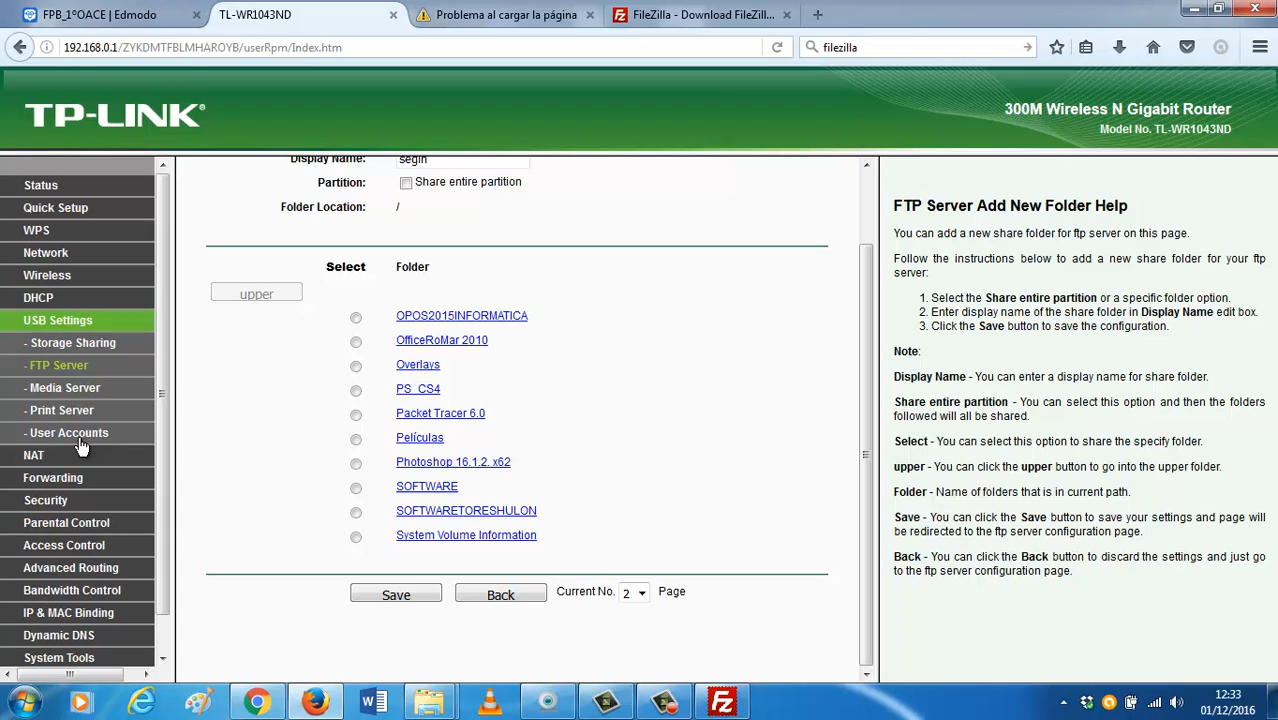 FPB_1ºOACE | Edmodo × TL-WR1043ND × Problema al cargar la página × FileZilla - Download FileZil... × +
192.168.0.1/ZYKDMTFBLMHAROYB/userRpm/Index.htm filezilla
TP-LINK®
300M Wireless N Gigabit Router
Model No. TL-WR1043ND
Status
Quick Setup
WPS
Network
Wireless
DHCP
USB Settings
- Storage Sharing
- FTP Server
- Media Server
- Print Server
- User Accounts
NAT
Forwarding
Security
Parental Control
Access Control
Advanced Routing
Bandwidth Control
IP & MAC Binding
Dynamic DNS
System Tools
Display Name: segin
Partition: Share entire partition
Folder Location: /
Select Folder
upper
OPOS2015INFORMATICA
OfficeRoMar 2010
Overlays
PS_CS4
Packet Tracer 6.0
Películas
Photoshop 16.1.2. x62
SOFTWARE
SOFTWARETORESHULON
System Volume Information
Save Back Current No. 2 Page
FTP Server Add New Folder Help
You can add a new share folder for ftp server on this page.
Follow the instructions below to add a new share folder for your ftp
server:
1. Select the Share entire partition or a specific folder option.
2. Enter display name of the share folder in Display Name edit box.
3. Click the Save button to save the configuration.
Note:
Display Name - You can enter a display name for share folder.
Share entire partition - You can select this option and then the folders
followed will all be shared.
Select - You can select this option to share the specify folder.
upper - You can click the upper button to go into the upper folder.
Folder - Name of folders that is in current path.
Save - You can click the Save button to save your settings and page will
be redirected to the ftp server configuration page.
Back - You can click the Back button to discard the settings and just go
to the ftp server configuration page.
12:33
01/12/2016